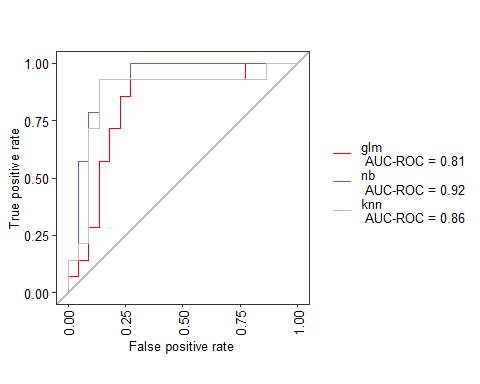 1.00
0.75
0.50
0.25
0.00
True positive rate
0.00
0.25
0.50
0.75
1.00
False positive rate
glm
AUC-ROC = 0.81
nb
AUC-ROC = 0.92
knn
AUC-ROC = 0.86